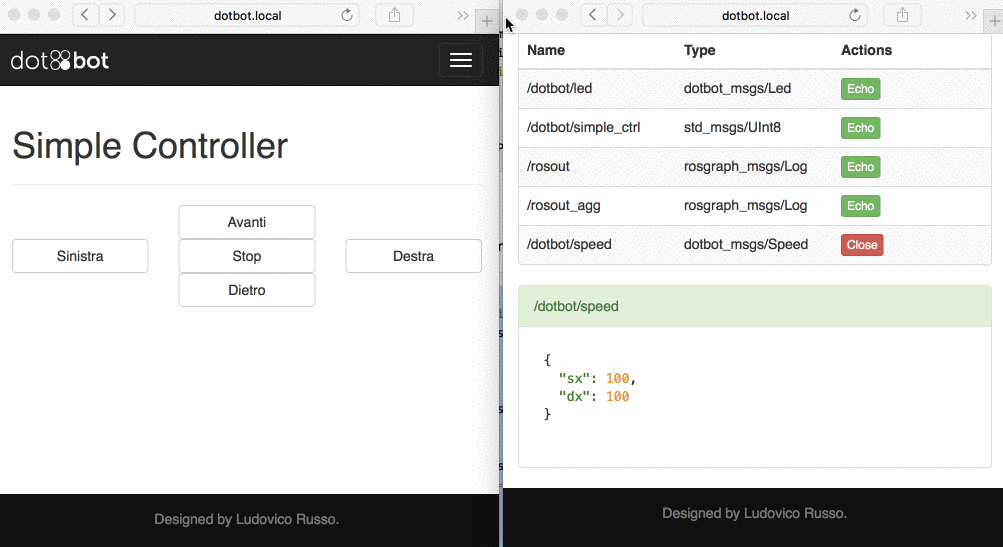 dotbot.local
dotbot
Simple Controller
Avanti
Sinistra Stop Destra
Dietro
Designed by Ludovico Russo.
dotbot.local
Name Type Actions
/dotbot/led dotbot_msgs/Led Echo
/dotbot/simple_ctrl std_msgs/UInt8 Echo
/rosout rosgraph_msgs/Log Echo
/rosout_agg rosgraph_msgs/Log Echo
/dotbot/speed dotbot_msgs/Speed Close
/dotbot/speed
{
"sx": 100,
"dx": 100
}
Designed by Ludovico Russo.